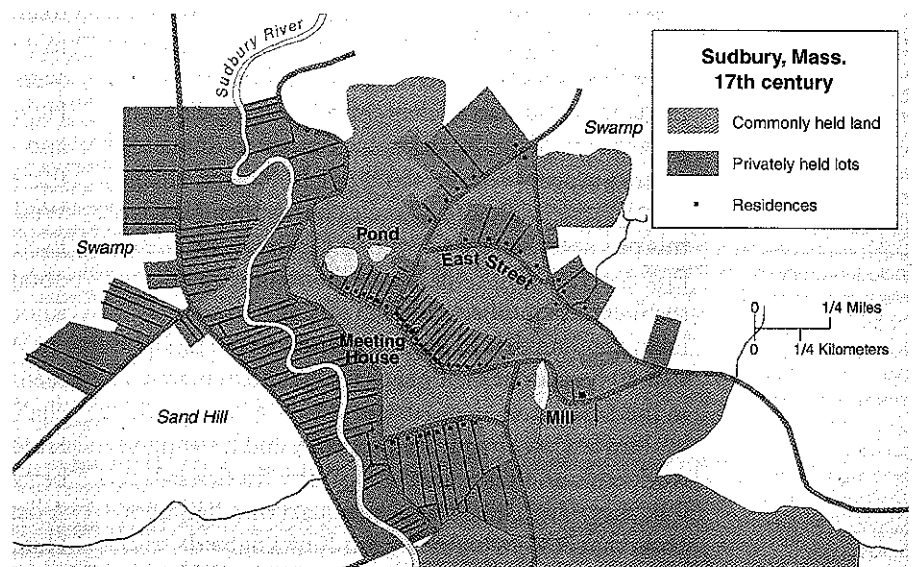 Sudbury River
Sudbury, Mass.
17th century
Commonly held land
Privately held lots
Residences
Swamp
Swamp
Pond
East Street
Meeting
House
Mill
Sand Hill
0
1/4 Miles
0
1/4 Kilometers